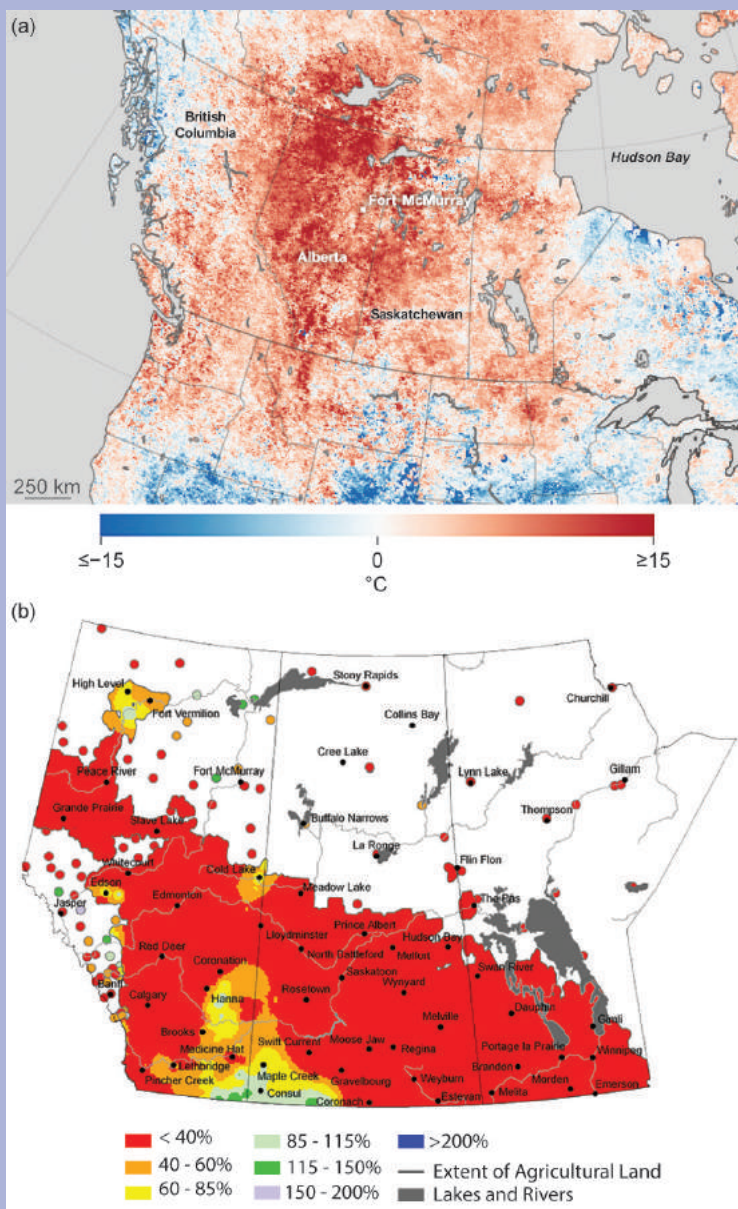 (a)
British
Columbia
Hudson Bay
Fort McMurray
Alberta
Saskatchewan
250 km
≤−15
0
≥15
°C
(b)
High Level
Fort Vermilion
Stony Rapids
Churchill
Collins Bay
Cree Lake
Peace River
Fort McMurray
Lynn Lake
Gillam
Grande Prairie
Slave Lake
Buffalo Narrows
Thompson
La Ronge
Whitecourt
Flin Flon
Cold Lake
Edson
Meadow Lake
Jasper
Edmonton
The Pas
Lloydminster
Prince Albert
Red Deer
North Battleford
Melfort
Hudson Bay
Coronation
Saskatoon
Swan River
Banff
Hanna
Rosetown
Wynyard
Calgary
Dauphin
Gimli
Brooks
Melville
Swift Current
Moose Jaw
Regina
Portage la Prairie
Winnipeg
Medicine Hat
Lethbridge
Maple Creek
Brandon
Pincher Creek
Gravelbourg
Weyburn
Morden
Consul
Emerson
Coronach
Estevan
Melita
< 40%
85 - 115%
>200%
40 - 60%
115 - 150%
Extent of Agricultural Land
60 - 85%
150 - 200%
Lakes and Rivers